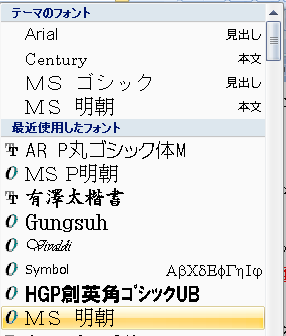 テーマのフォント
Arial 見出し
Century 本文
MS ゴシック 見出し
MS 明朝 本文
最近使用したフォント
AR P丸ゴシック体M
MS P明朝
有澤太楷書
Gungsuh
Vivaldi
Symbol ΑβΧδΕϕΓηΙφ
HGP創英角ゴシックUB
MS 明朝